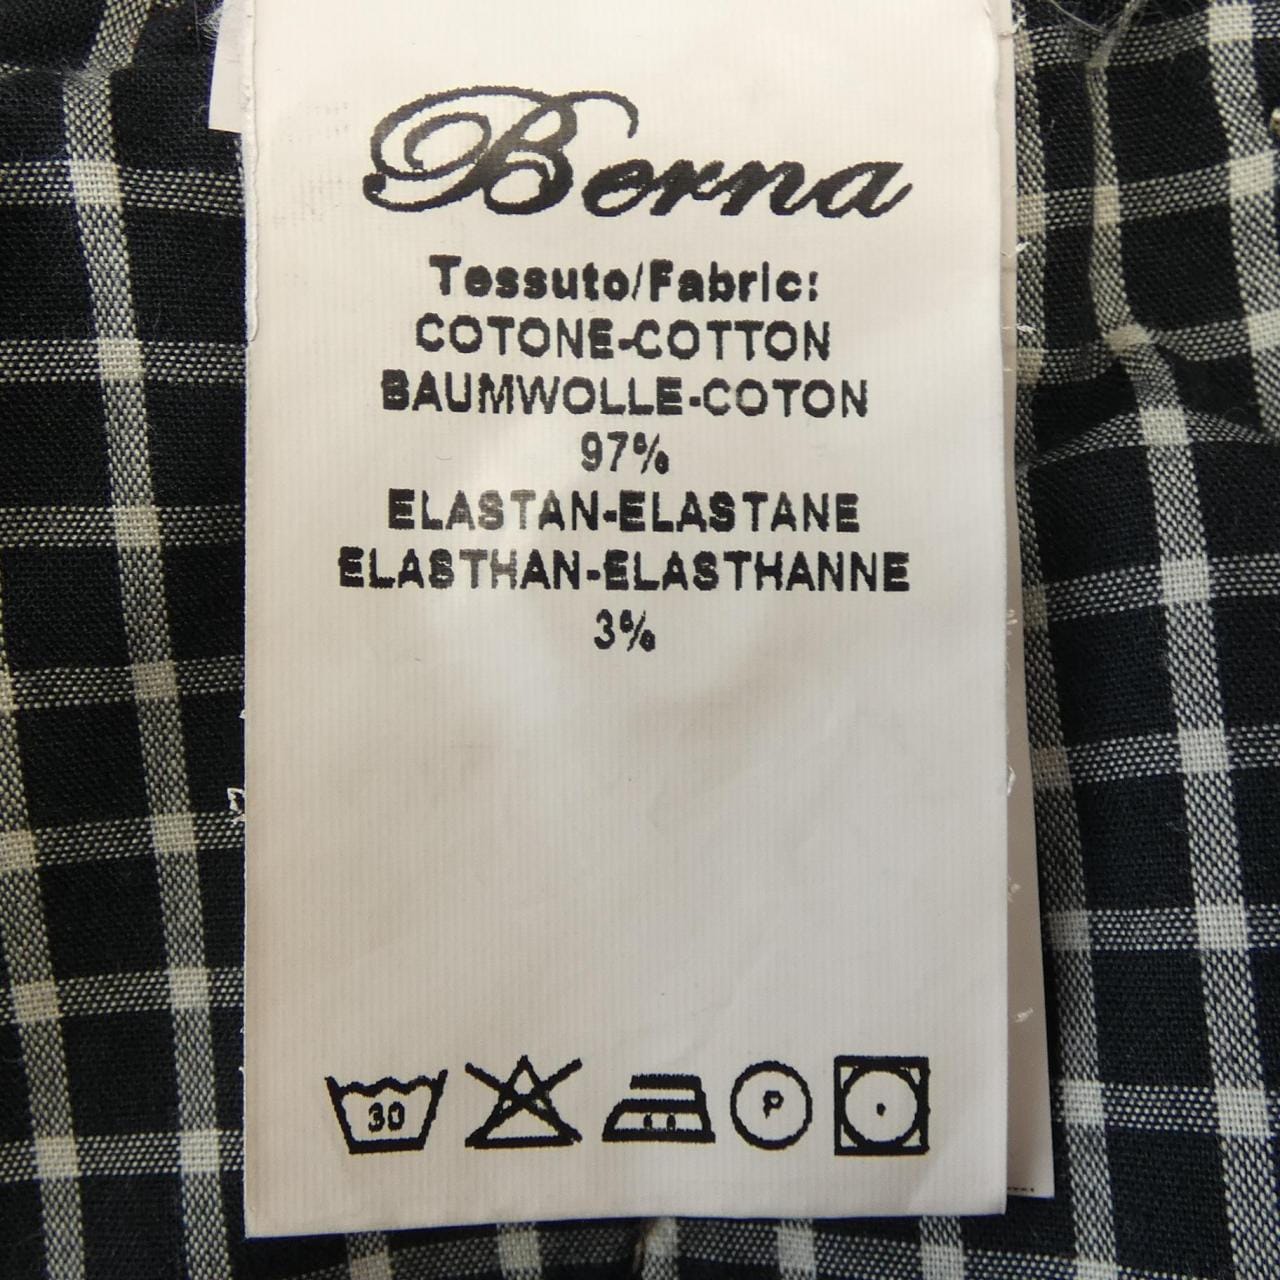 Berna
Tessuto/Fabric:
COTONE-COTTON
BAUMWOLLE-COTON
97%
ELASTAN-ELASTANE
ELASTHAN-ELASTHANNE
3%
30
P